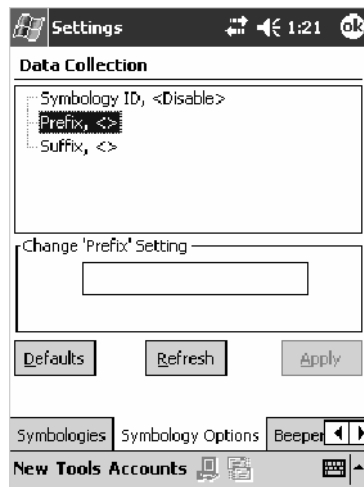 Settings 1:21 ok
Data Collection
Symbology ID, <Disable>
Prefix, <>
Suffix, <>
Change 'Prefix' Setting
Defaults Refresh Apply
Symbologies Symbology Options Beeper
New Tools Accounts